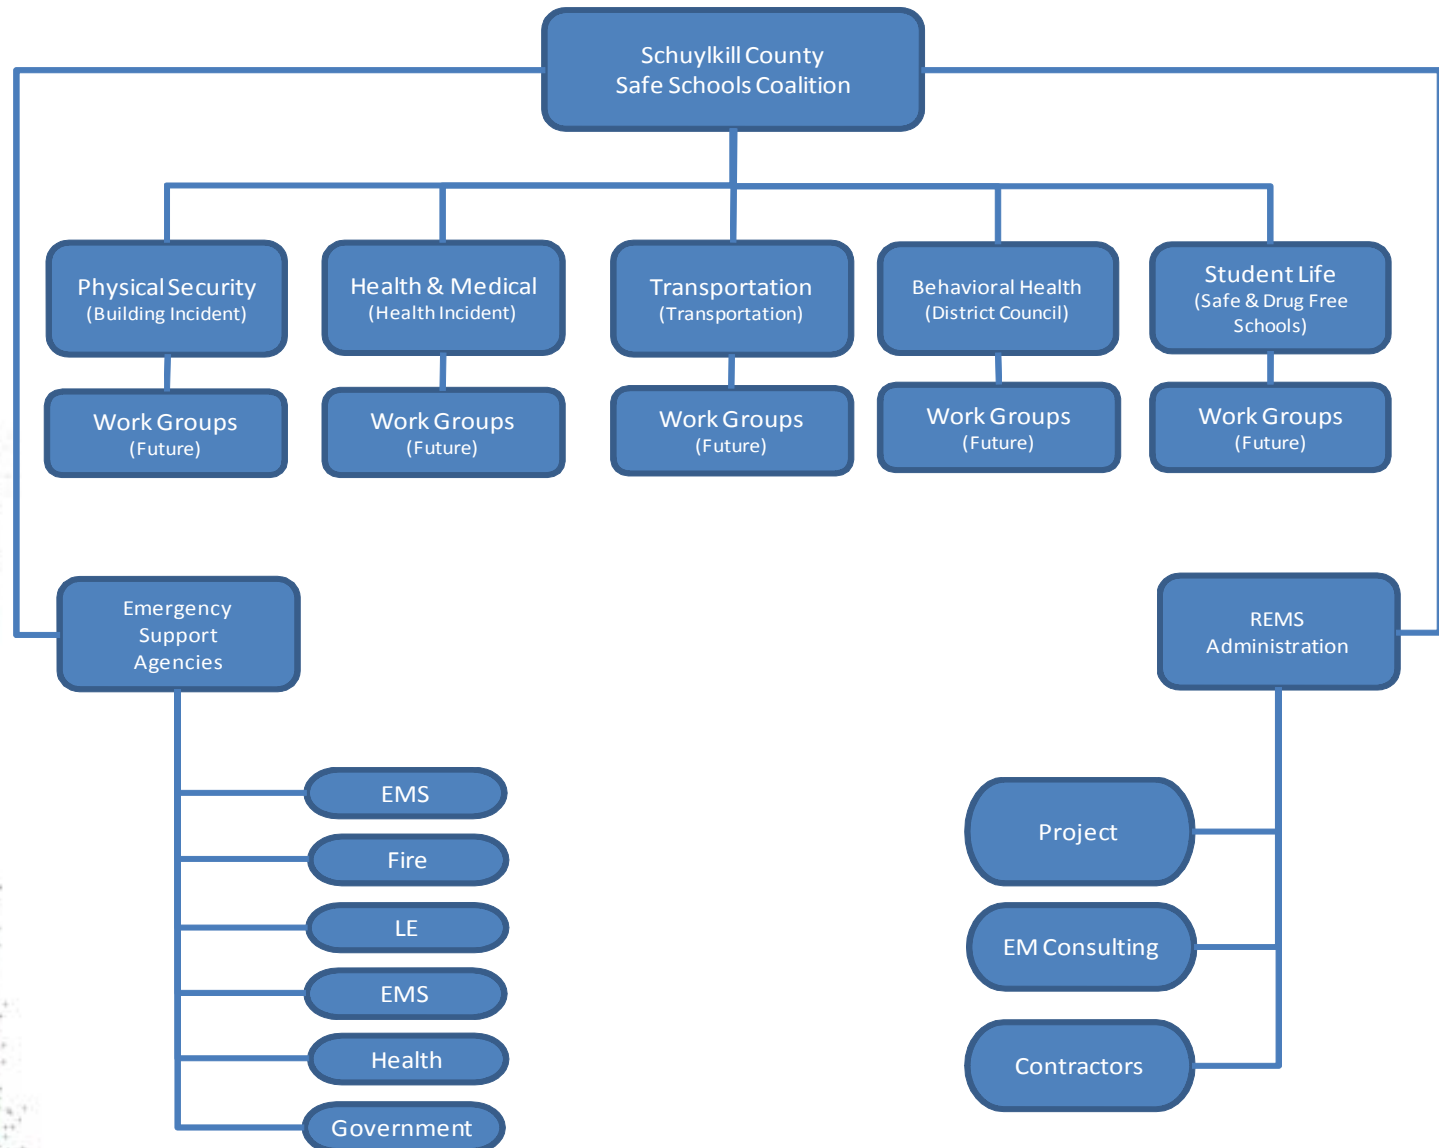 Schuylkill County
Safe Schools Coalition
Physical Security
(Building Incident)
Health & Medical
(Health Incident)
Transportation
(Transportation)
Behavioral Health
(District Council)
Student Life
(Safe & Drug Free
Schools)
Work Groups
(Future)
Work Groups
(Future)
Work Groups
(Future)
Work Groups
(Future)
Work Groups
(Future)
Emergency
Support
Agencies
EMS
Fire
LE
EMS
Health
Government
REMS
Administration
Project
EM Consulting
Contractors